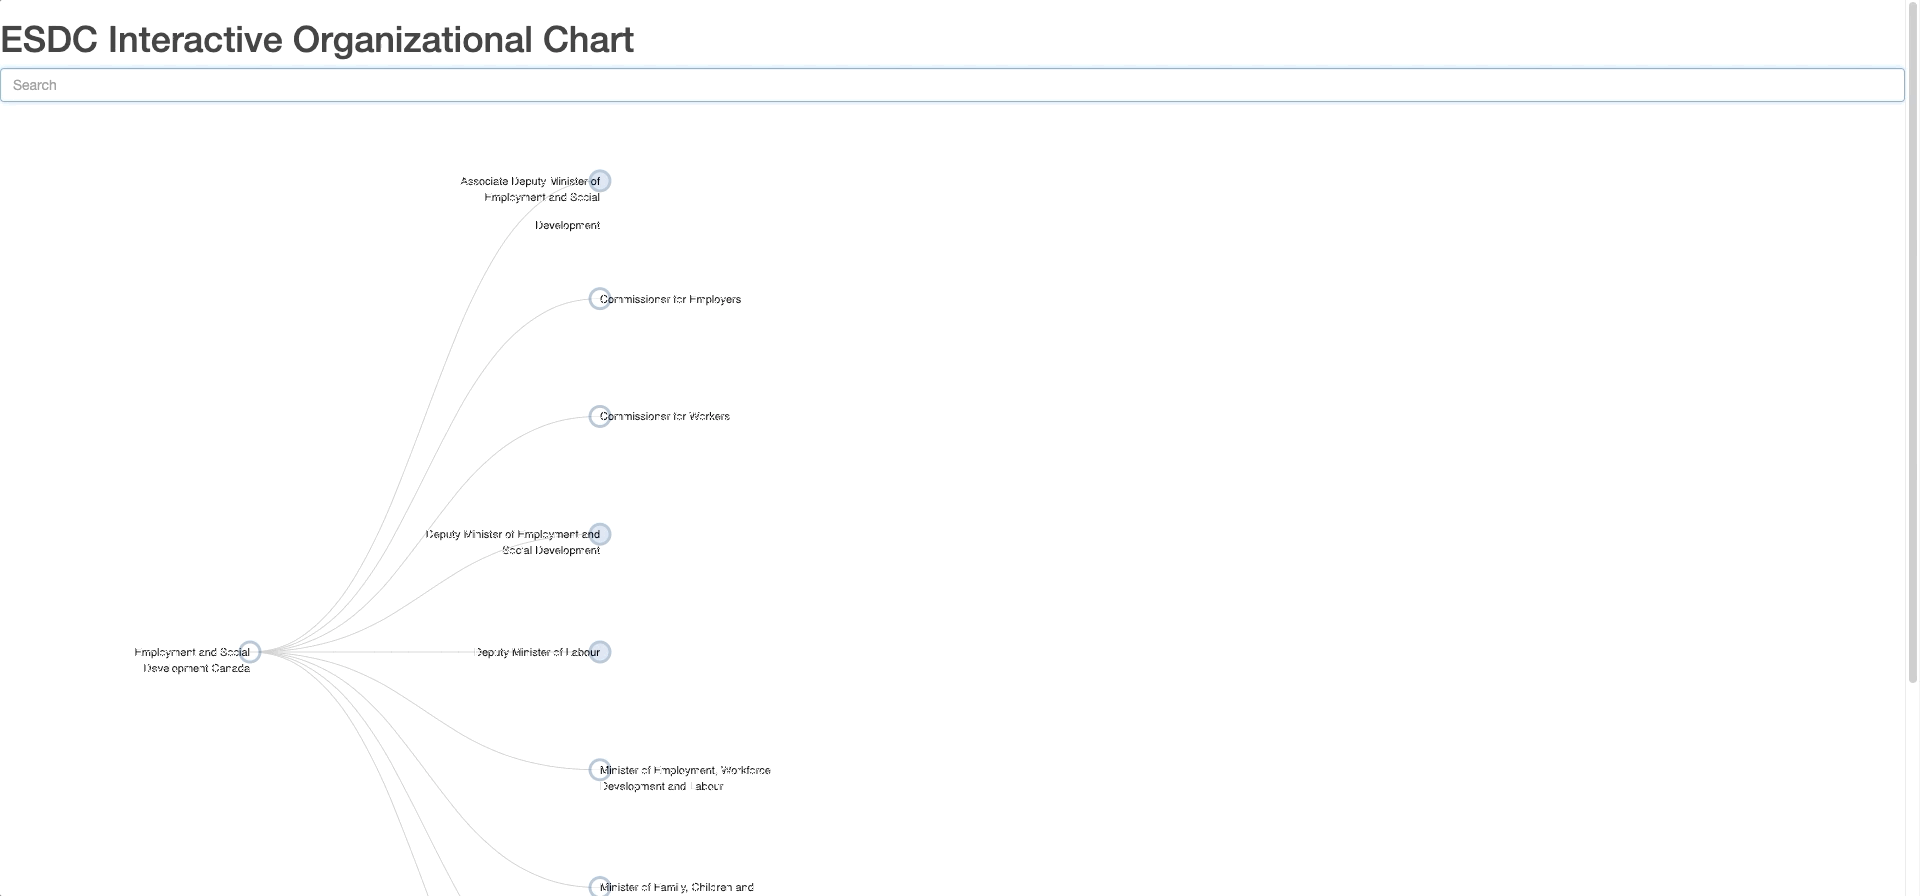 ESDC Interactive Organizational Chart
Search
Associate Deputy Minister of
Employment and Social
Development
Commissioner for Employers
Commissioner for Workers
Deputy Minister of Employment and
Social Development
Employment and Social
Development Canada
Deputy Minister of Labour
Minister of Employment, Workforce
Development and Labour
Minister of Family, Children and